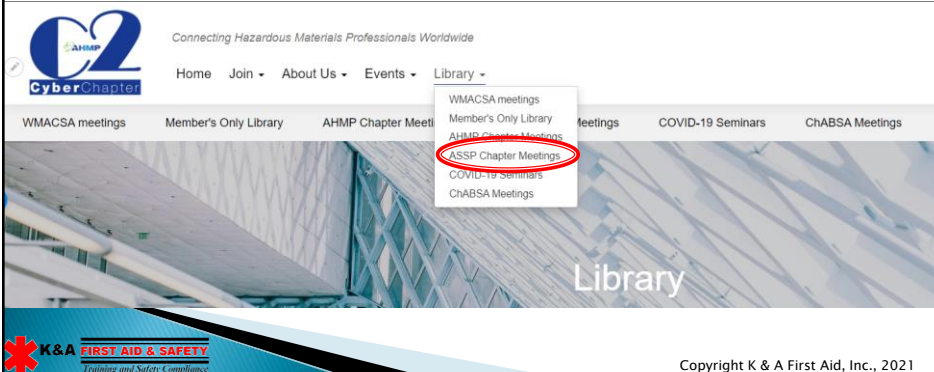 AHMP
C2
CyberChapter
Connecting Hazardous Materials Professionals Worldwide
Home Join About Us Events Library
WMACSA meetings
Member's Only Library
AHMP Chapter Meetings
ASSP Chapter Meetings
COVID-19 Seminars
ChABSA Meetings
WMACSA meetings Member's Only Library AHMP Chapter Meeti Meetings COVID-19 Seminars ChABSA Meetings
Library
K&A FIRST AID & SAFETY
Training and Safety Compliance
Copyright K & A First Aid, Inc., 2021